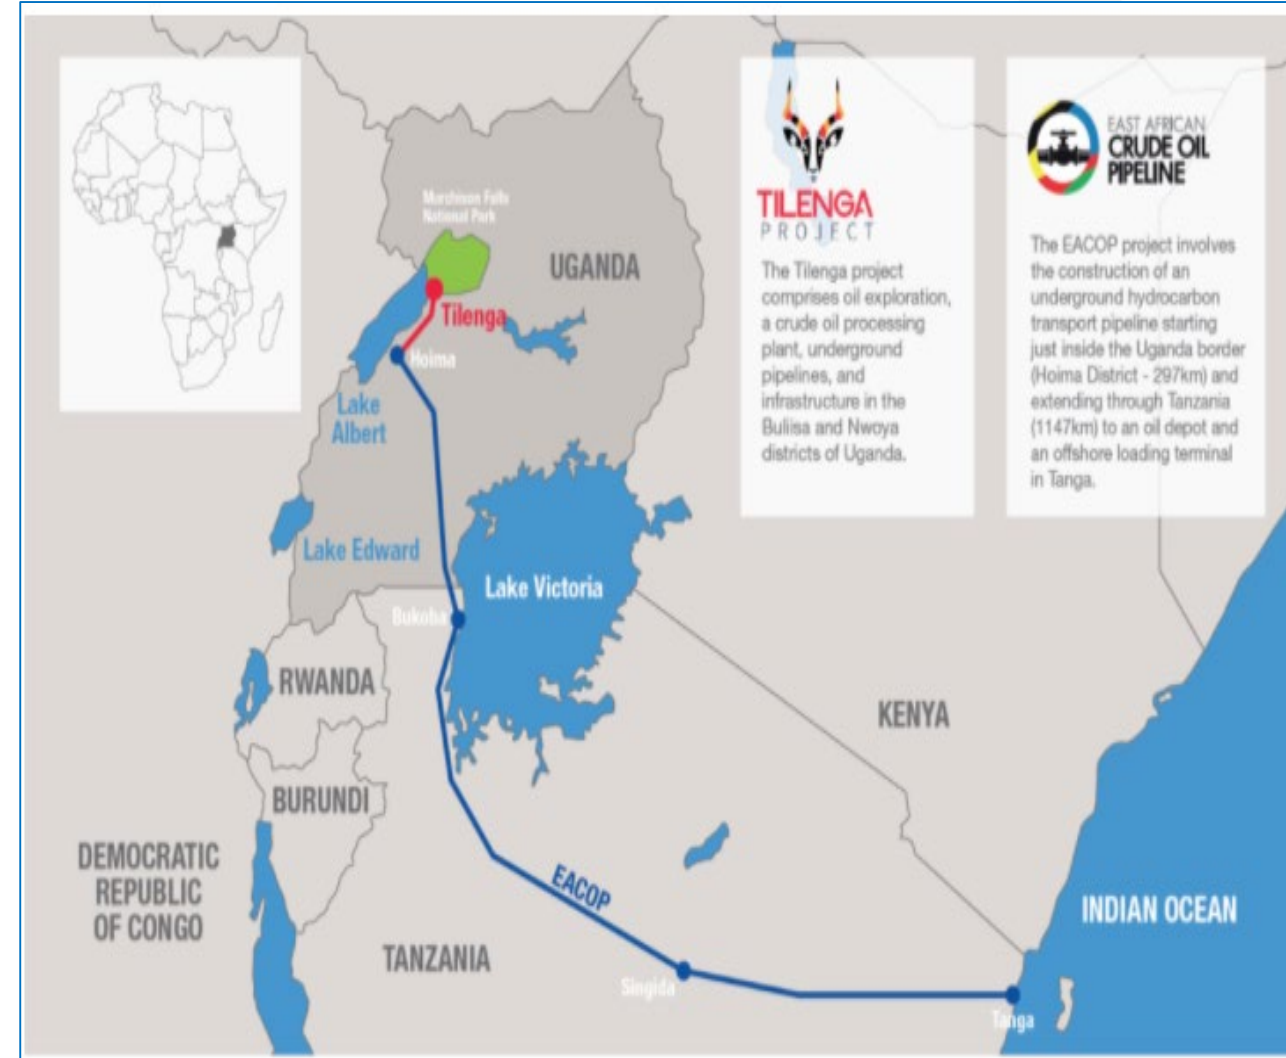 Murchison Falls
National Park
UGANDA
Tilenga
Hoima
Lake
Albert
Lake Edward
Lake Victoria
Bukoba
RWANDA
BURUNDI
KENYA
DEMOCRATIC
REPUBLIC
OF CONGO
TANZANIA
EACOP
Singida
Tanga
INDIAN OCEAN
TILENGA
PROJECT
The Tilenga project
comprises oil exploration,
a crude oil processing
plant, underground
pipelines, and
infrastructure in the
Buliisa and Nwoya
districts of Uganda.
EAST AFRICAN
CRUDE OIL
PIPELINE
The EACOP project involves
the construction of an
underground hydrocarbon
transport pipeline starting
just inside the Uganda border
(Hoima District - 297km) and
extending through Tanzania
(1147km) to an oil depot and
an offshore loading terminal
in Tanga.